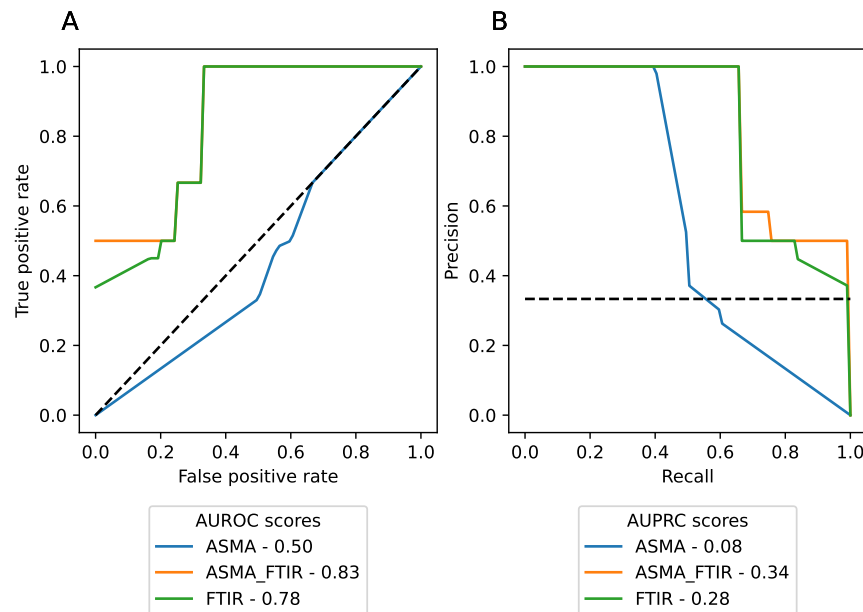 A
B
1.0
0.8
0.6
0.4
0.2
0.0
True positive rate
0.0 0.2 0.4 0.6 0.8 1.0
False positive rate
1.0
0.8
0.6
0.4
0.2
0.0
Precision
0.0 0.2 0.4 0.6 0.8 1.0
Recall
AUROC scores
ASMA - 0.50
ASMA_FTIR - 0.83
FTIR - 0.78
AUPRC scores
ASMA - 0.08
ASMA_FTIR - 0.34
FTIR - 0.28